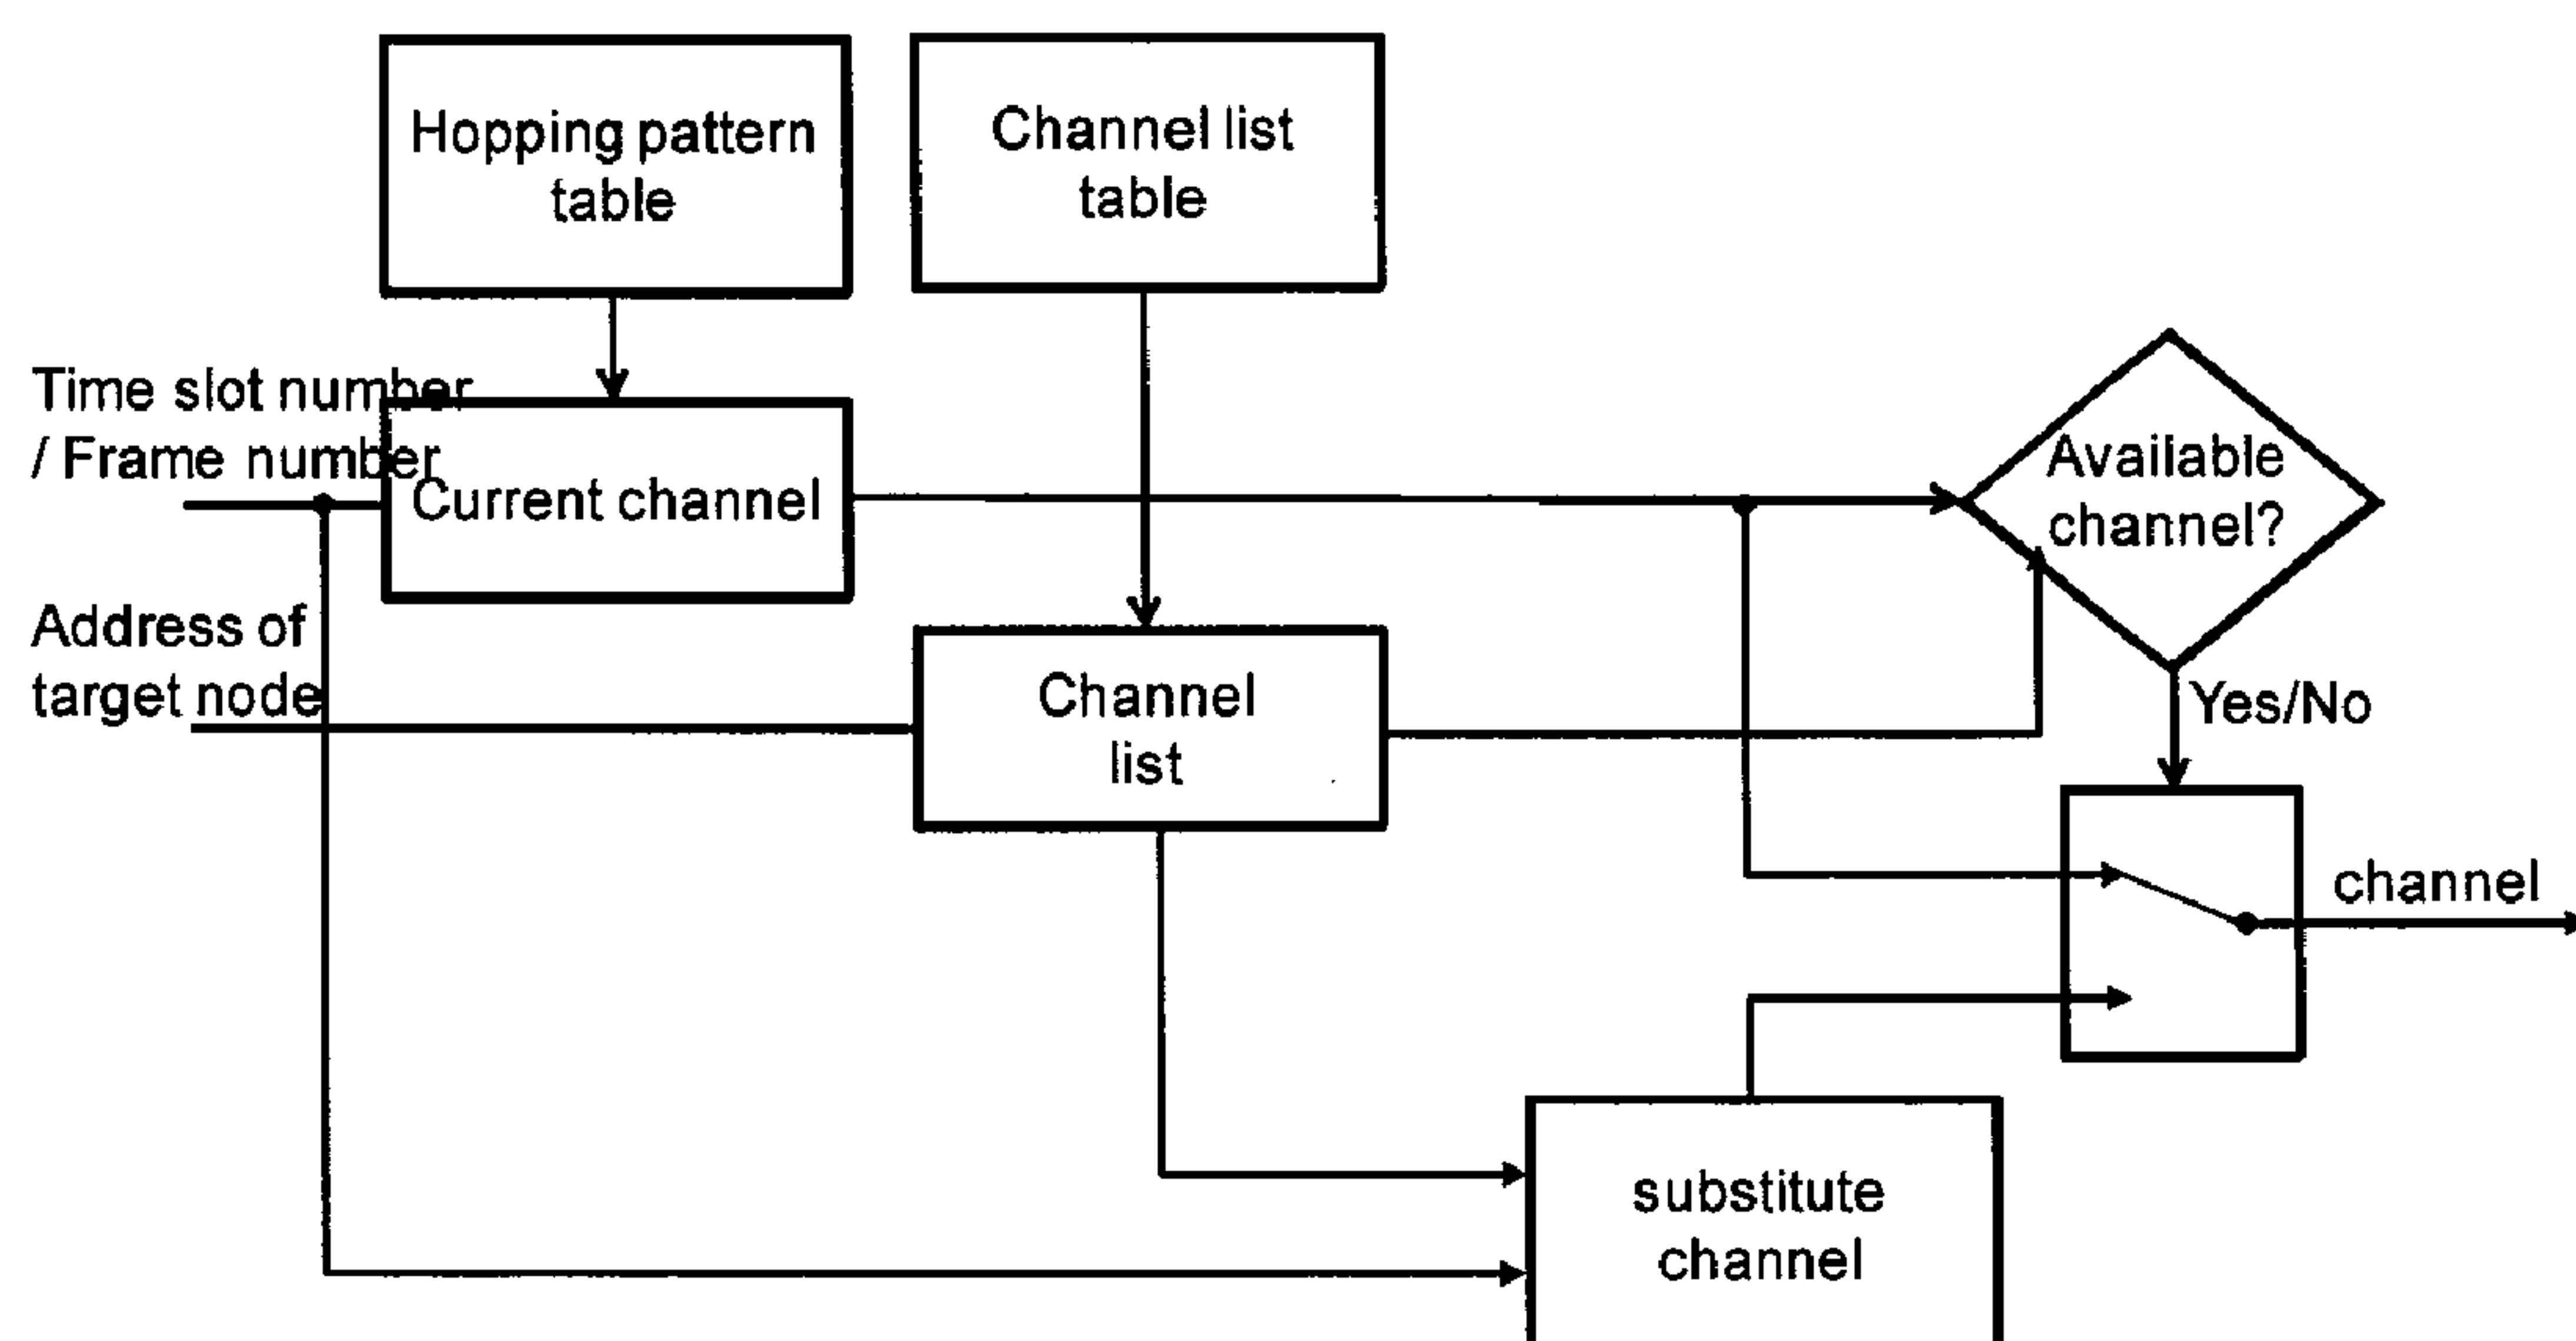 Hopping pattern
table
Channel list
table
Time slot number
/ Frame number
Current channel
Available
channel?
Address of
target node
Channel
list
Yes/No
channel
substitute
channel